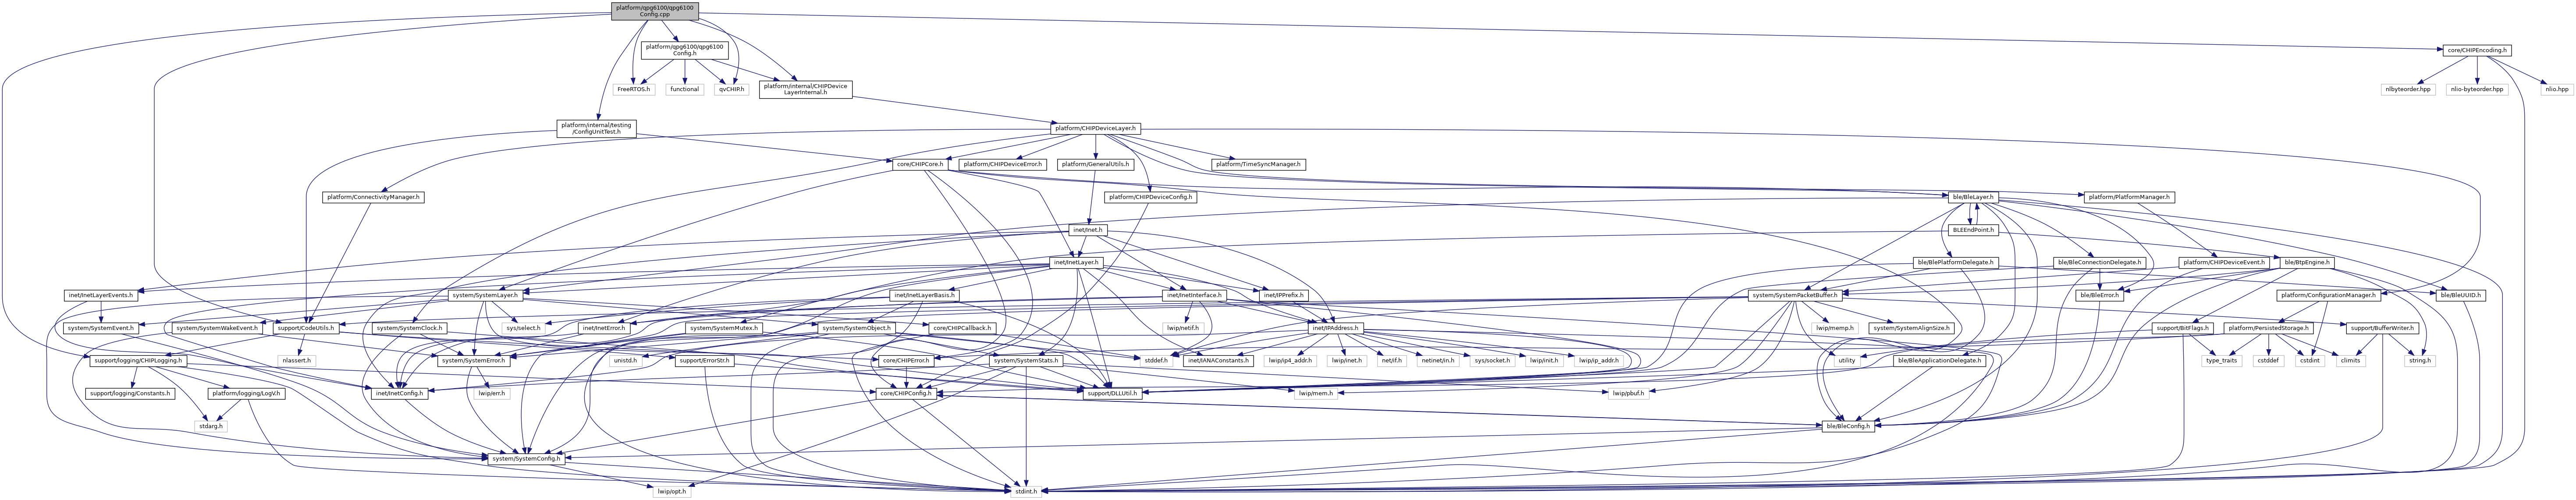 platform/qpg6100/qpg6100
Config.cpp
platform/qpg6100/qpg6100
Config.h
core/CHIPEncoding.h
FreeRTOS.h
functional
qvCHIP.h
platform/internal/CHIPDevice
LayerInternal.h
nlbyteorder.hpp
nlio-byteorder.hpp
nlio.hpp
platform/internal/testing
/ConfigUnitTest.h
platform/CHIPDeviceLayer.h
core/CHIPCore.h
platform/CHIPDeviceError.h
platform/GeneralUtils.h
platform/TimeSyncManager.h
platform/ConnectivityManager.h
platform/CHIPDeviceConfig.h
ble/BleLayer.h
platform/PlatformManager.h
inet/Inet.h
BLEEndPoint.h
inet/InetLayer.h
ble/BlePlatformDelegate.h
ble/BleConnectionDelegate.h
platform/CHIPDeviceEvent.h
ble/BtpEngine.h
inet/InetLayerEvents.h
system/SystemLayer.h
inet/InetLayerBasis.h
inet/InetInterface.h
inet/IPPrefix.h
system/SystemPacketBuffer.h
ble/BleError.h
platform/ConfigurationManager.h
ble/BleUUID.h
system/SystemEvent.h
system/SystemWakeEvent.h
support/CodeUtils.h
system/SystemClock.h
sys/select.h
inet/InetError.h
system/SystemMutex.h
system/SystemObject.h
core/CHIPCallback.h
lwip/netif.h
inet/IPAddress.h
lwip/memp.h
system/SystemAlignSize.h
support/BitFlags.h
platform/PersistedStorage.h
support/BufferWriter.h
support/logging/CHIPLogging.h
nlassert.h
system/SystemError.h
unistd.h
support/ErrorStr.h
core/CHIPError.h
system/SystemStats.h
stddef.h
inet/IANAConstants.h
lwip/ip4_addr.h
lwip/inet.h
net/if.h
netinet/in.h
sys/socket.h
lwip/init.h
lwip/ip_addr.h
utility
ble/BleApplicationDelegate.h
type_traits
cstddef
cstdint
climits
string.h
support/logging/Constants.h
platform/logging/LogV.h
inet/InetConfig.h
lwip/err.h
core/CHIPConfig.h
support/DLLUtil.h
lwip/mem.h
lwip/pbuf.h
stdarg.h
ble/BleConfig.h
system/SystemConfig.h
lwip/opt.h
stdint.h